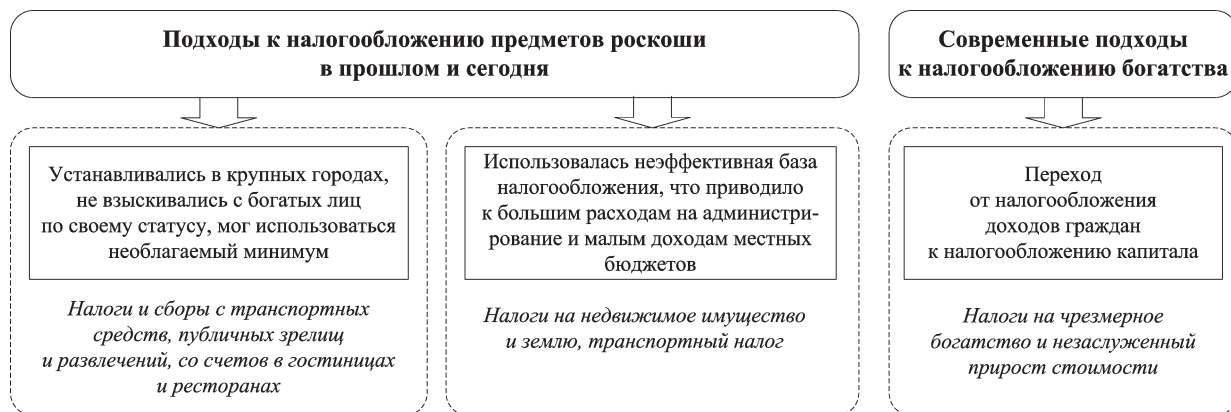 Подходы к налогообложению предметов роскоши
в прошлом и сегодня
Современные подходы
к налогообложению богатства
Устанавливались в крупных городах,
не взыскивались с богатых лиц
по своему статусу, мог использоваться
необлагаемый минимум
Налоги и сборы с транспортных
средств, публичных зрелищ
и развлечений, со счетов в гостиницах
и ресторанах
Использовалась неэффективная база
налогообложения, что приводило
к большим расходам на администри-
рование и малым доходам местных
бюджетов
Налоги на недвижимое имущество
и землю, транспортный налог
Переход
от налогообложения
доходов граждан
к налогообложению капитала
Налоги на чрезмерное
богатство и незаслуженный
прирост стоимости